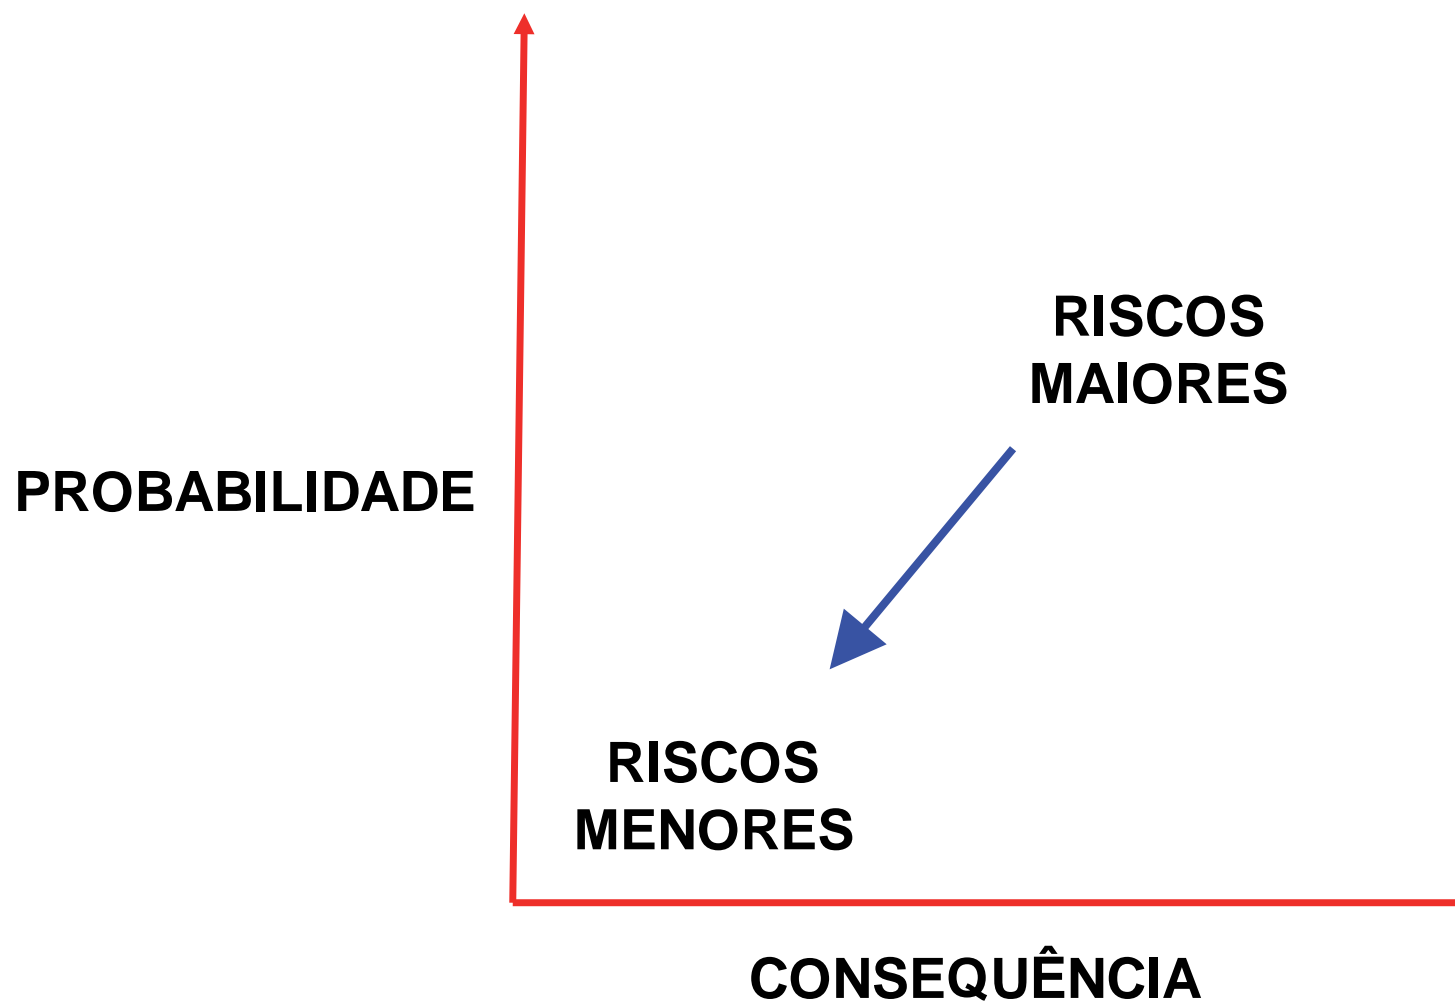 RISCOS
MAIORES
PROBABILIDADE
RISCOS
MENORES
CONSEQUÊNCIA